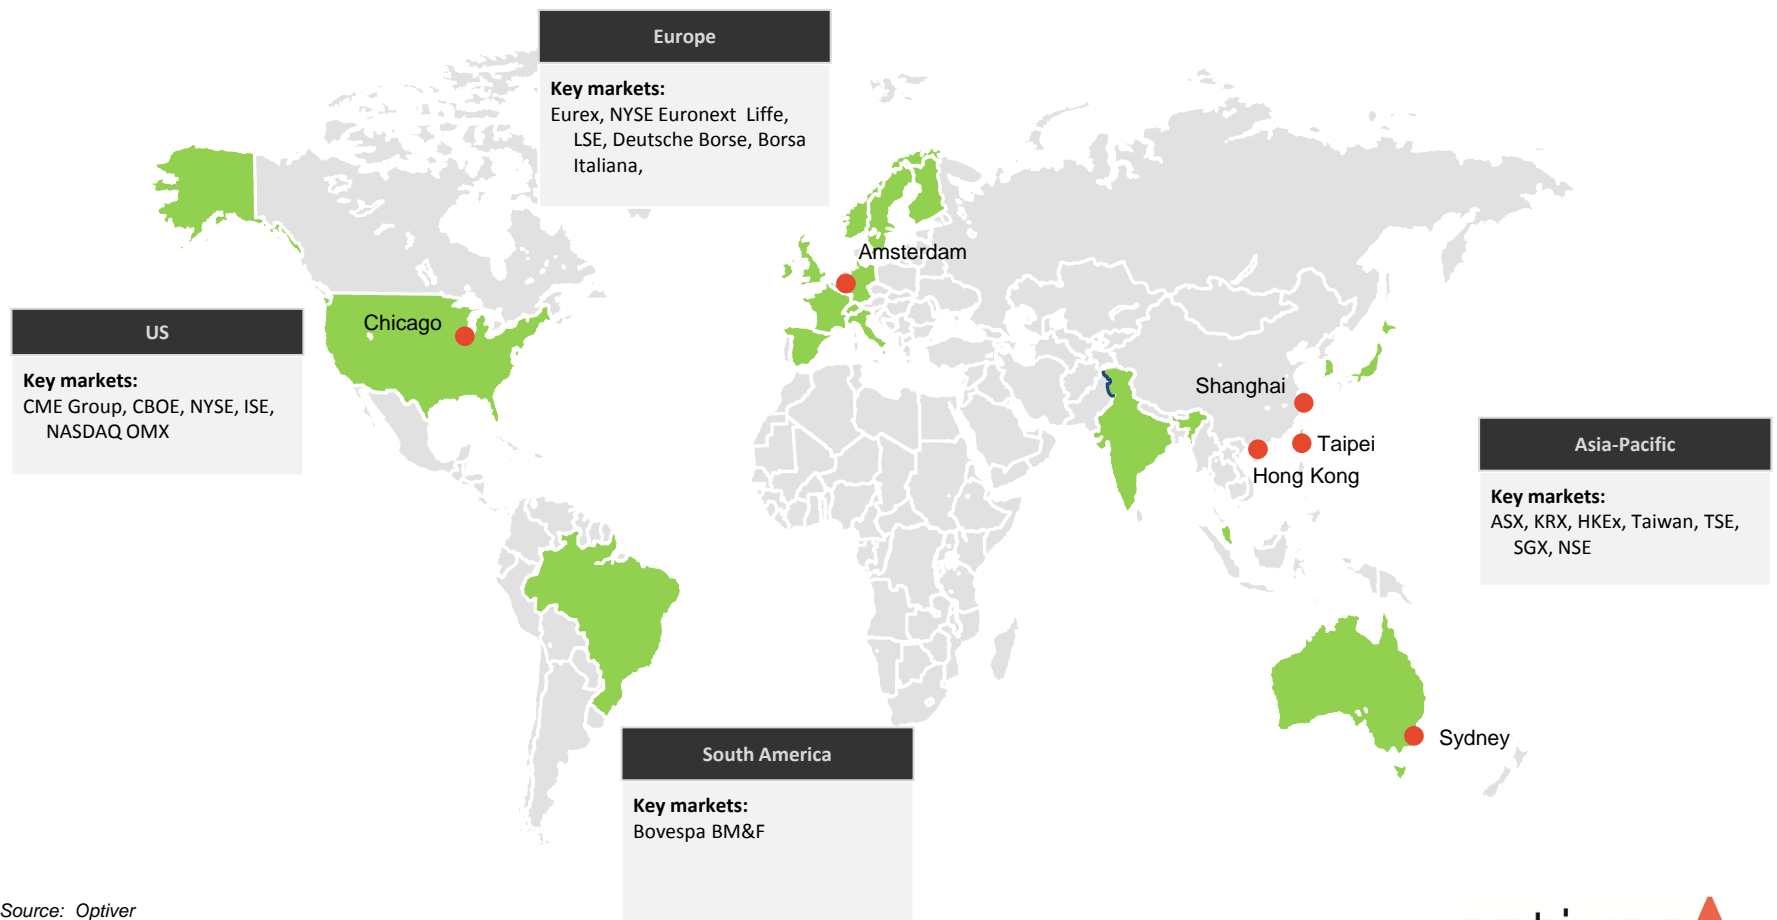 Europe
Key markets:
Eurex, NYSE Euronext Liffe,
LSE, Deutsche Borse, Borsa
Italiana,
Amsterdam
US
Key markets:
CME Group, CBOE, NYSE, ISE,
NASDAQ OMX
Chicago
Shanghai
Taipei
Hong Kong
Asia-Pacific
Key markets:
ASX, KRX, HKEx, Taiwan, TSE,
SGX, NSE
Sydney
South America
Key markets:
Bovespa BM&F
Source: Optiver